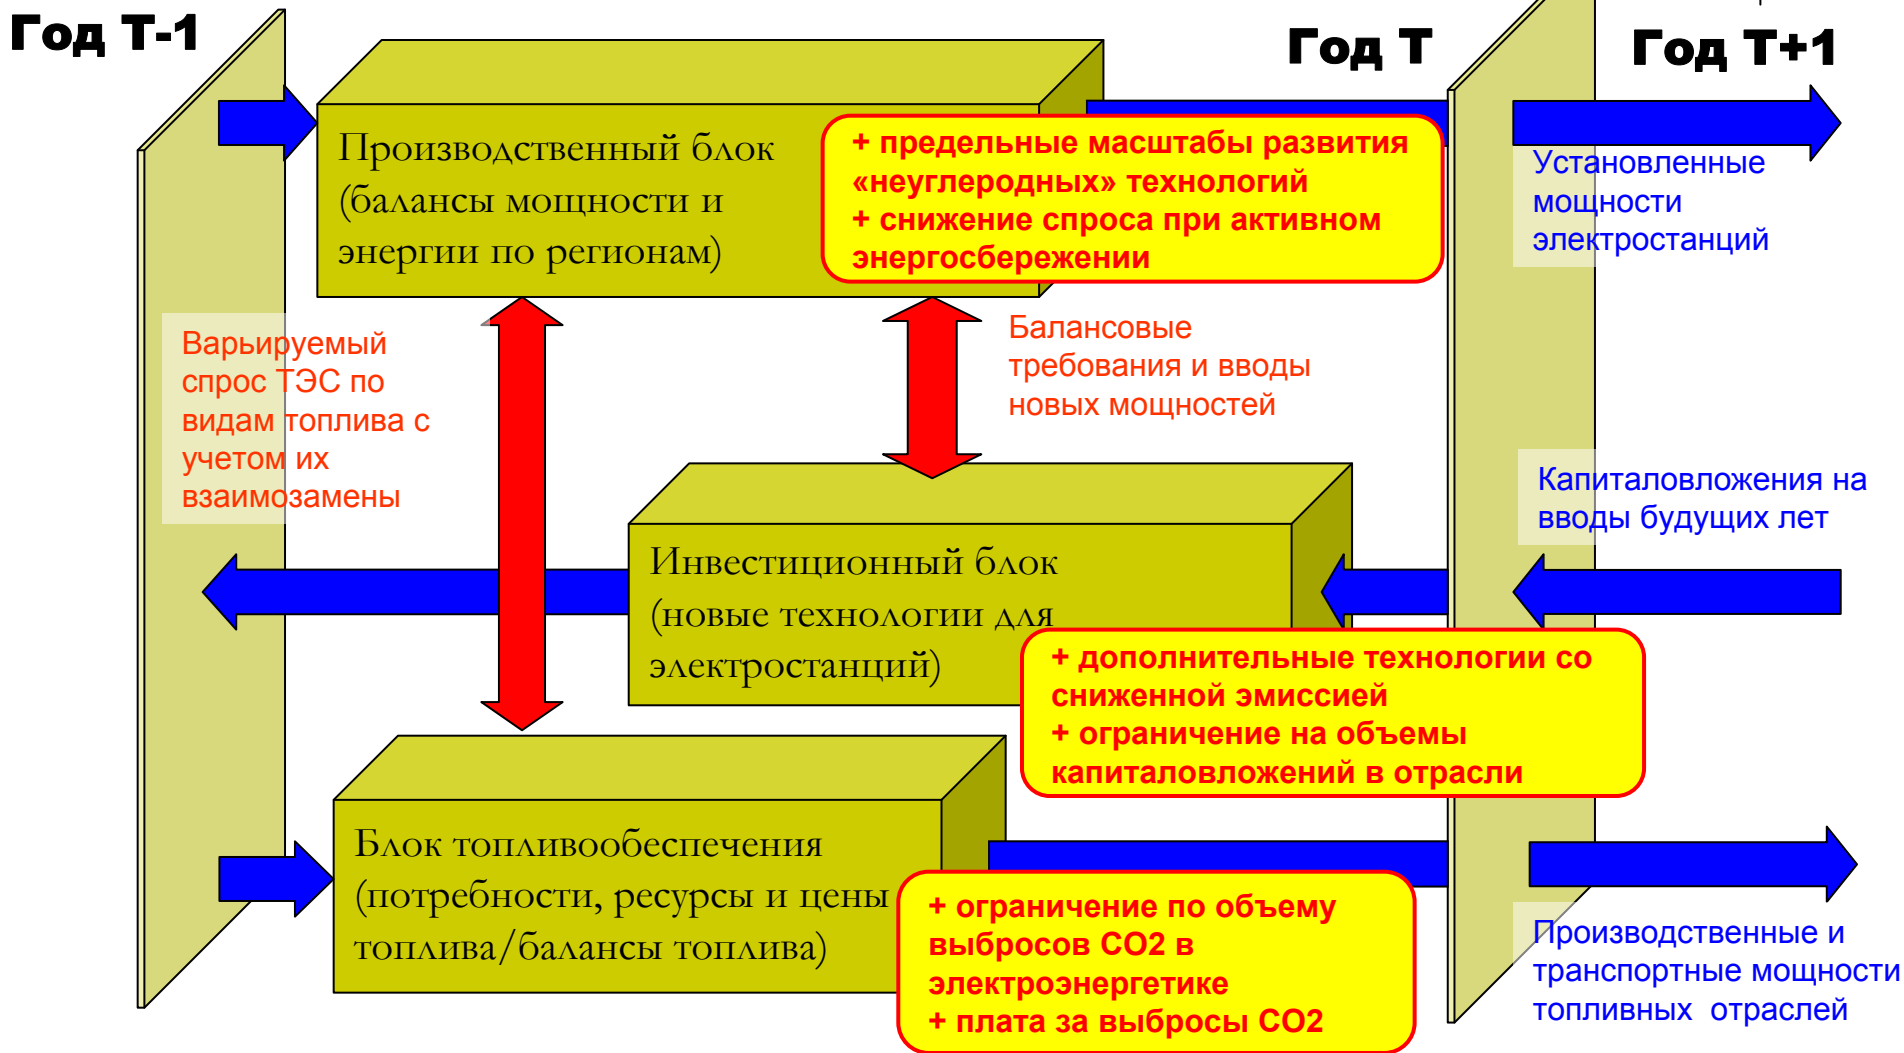 Год Т-1
Год Т
Год Т+1
Производственный блок
(балансы мощности и
энергии по регионам)
+ предельные масштабы развития
«неуглеродных» технологий
+ снижение спроса при активном
энергосбережении
Установленные
мощности
электростанций
Варьируемый
спрос ТЭС по
видам топлива с
учетом их
взаимозамены
Балансовые
требования и вводы
новых мощностей
Капиталовложения на
вводы будущих лет
Инвестиционный блок
(новые технологии для
электростанций)
+ дополнительные технологии со
сниженной эмиссией
+ ограничение на объемы
капиталовложений в отрасли
Блок топливообеспечения
(потребности, ресурсы и цены
топлива/балансы топлива)
+ ограничение по объему
выбросов СО2 в
электроэнергетике
+ плата за выбросы СО2
Производственные и
транспортные мощности
топливных отраслей